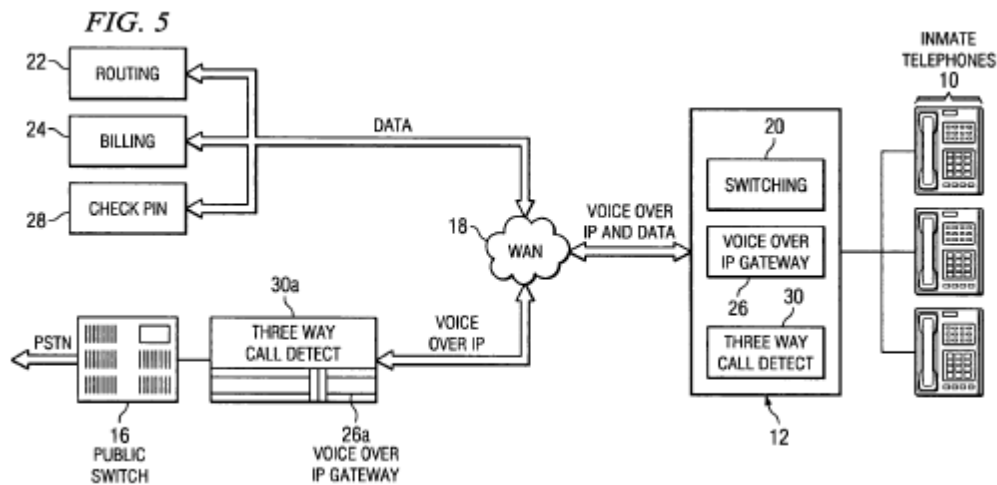 FIG. 5
22
ROUTING
24
BILLING
28
CHECK PIN
DATA
18
WAN
VOICE OVER
IP AND DATA
20
SWITCHING
VOICE OVER
IP GATEWAY
26
30
THREE WAY
CALL DETECT
12
INMATE
TELEPHONES
10
30a
THREE WAY
CALL DETECT
VOICE
OVER IP
PSTN
16
PUBLIC
SWITCH
26a
VOICE OVER
IP GATEWAY